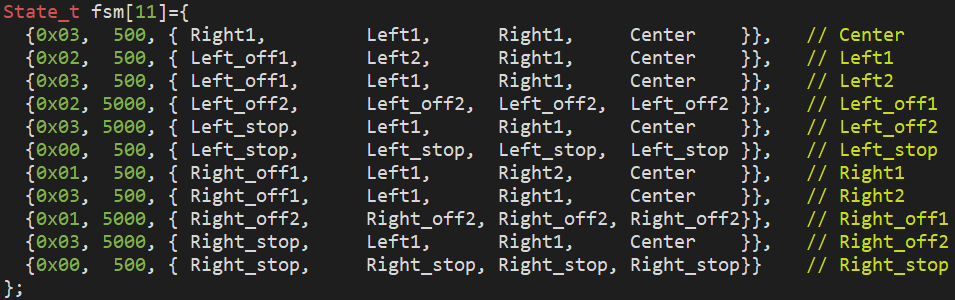 State_t fsm[11]={
  {0x03,  500, { Right1,       Left1,      Right1,     Center    }},   // Center
  {0x02,  500, { Left_off1,    Left2,      Right1,     Center    }},   // Left1
  {0x03,  500, { Left_off1,    Left1,      Right1,     Center    }},   // Left2
  {0x02, 5000, { Left_off2,    Left_off2,  Left_off2,  Left_off2 }},   // Left_off1
  {0x03, 5000, { Left_stop,    Left1,      Right1,     Center    }},   // Left_off2
  {0x00,  500, { Left_stop,    Left_stop,  Left_stop,  Left_stop }},   // Left_stop
  {0x01,  500, { Right_off1,   Left1,      Right2,     Center    }},   // Right1
  {0x03,  500, { Right_off1,   Left1,      Right1,     Center    }},   // Right2
  {0x01, 5000, { Right_off2,   Right_off2, Right_off2, Right_off2}},   // Right_off1
  {0x03, 5000, { Right_stop,   Left1,      Right1,     Center    }},   // Right_off2
  {0x00,  500, { Right_stop,   Right_stop, Right_stop, Right_stop}}    // Right_stop
};